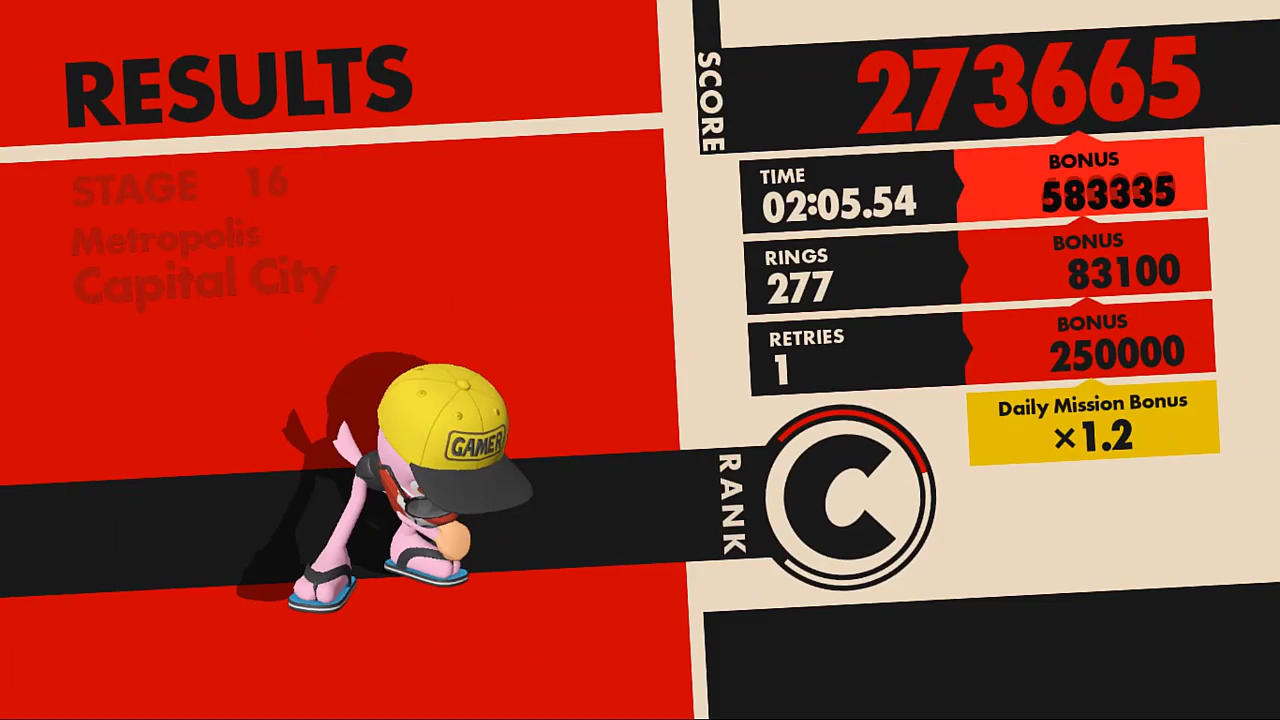 RESULTS
STAGE 16
Metropolis
Capital City
GAMER
SCORE
273665
TIME
02:05.54
BONUS
583335
RINGS
277
BONUS
83100
RETRIES
1
BONUS
250000
Daily Mission Bonus
×1.2
RANK
C